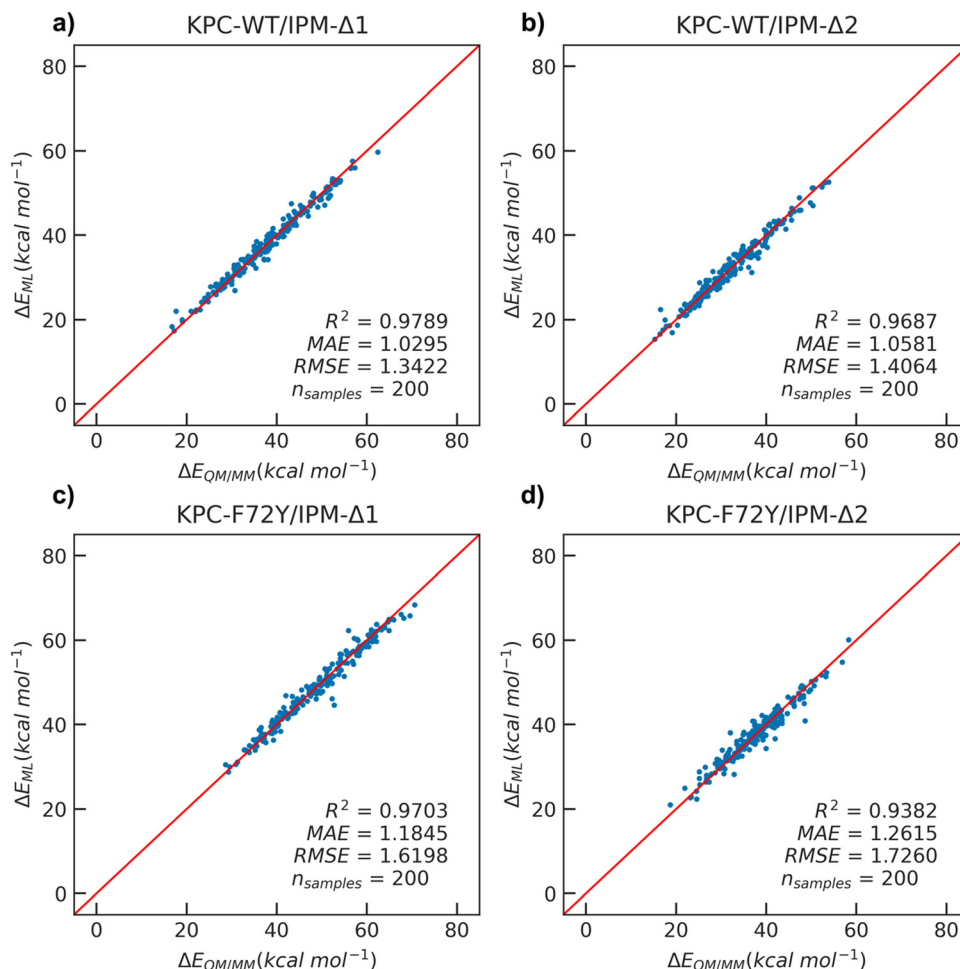 a)
KPC-WT/IPM-Δ1
80
60
40
20
0
ΔE_ML(kcal mol⁻¹)
R² = 0.9789
MAE = 1.0295
RMSE = 1.3422
n_samples = 200
0 20 40 60 80
ΔE_QM/MM(kcal mol⁻¹)
b)
KPC-WT/IPM-Δ2
80
60
40
20
0
ΔE_ML(kcal mol⁻¹)
R² = 0.9687
MAE = 1.0581
RMSE = 1.4064
n_samples = 200
0 20 40 60 80
ΔE_QM/MM(kcal mol⁻¹)
c)
KPC-F72Y/IPM-Δ1
80
60
40
20
0
ΔE_ML(kcal mol⁻¹)
R² = 0.9703
MAE = 1.1845
RMSE = 1.6198
n_samples = 200
0 20 40 60 80
ΔE_QM/MM(kcal mol⁻¹)
d)
KPC-F72Y/IPM-Δ2
80
60
40
20
0
ΔE_ML(kcal mol⁻¹)
R² = 0.9382
MAE = 1.2615
RMSE = 1.7260
n_samples = 200
0 20 40 60 80
ΔE_QM/MM(kcal mol⁻¹)